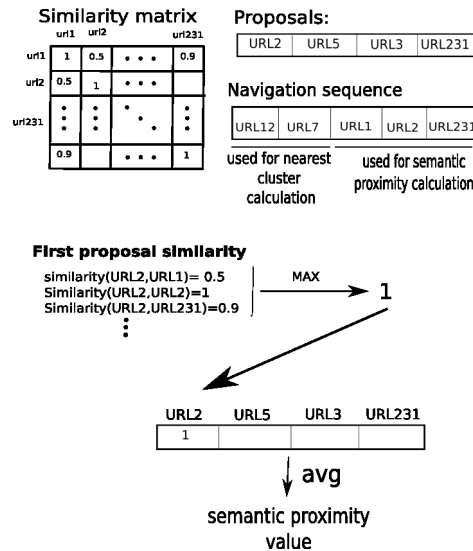 Similarity matrix
url1 url2 url231
url1 1 0.5 • • • 0.9
url2 0.5 1 • • •
url231
0.9 • • • 1
Proposals:
URL2 URL5 URL3 URL231
Navigation sequence
URL12 URL7 URL1 URL2 URL231
used for nearest
cluster
calculation
used for semantic
proximity calculation
First proposal similarity
similarity(URL2,URL1)= 0.5
Similarity(URL2,URL2)=1
Similarity(URL2,URL231)=0.9
MAX
1
URL2 URL5 URL3 URL231
1
avg
semantic proximity
value